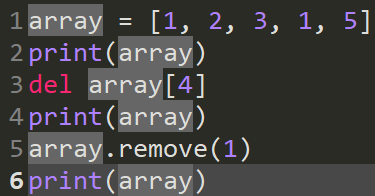 1 array = [1, 2, 3, 1, 5]
2 print(array)
3 del array[4]
4 print(array)
5 array.remove(1)
6 print(array)